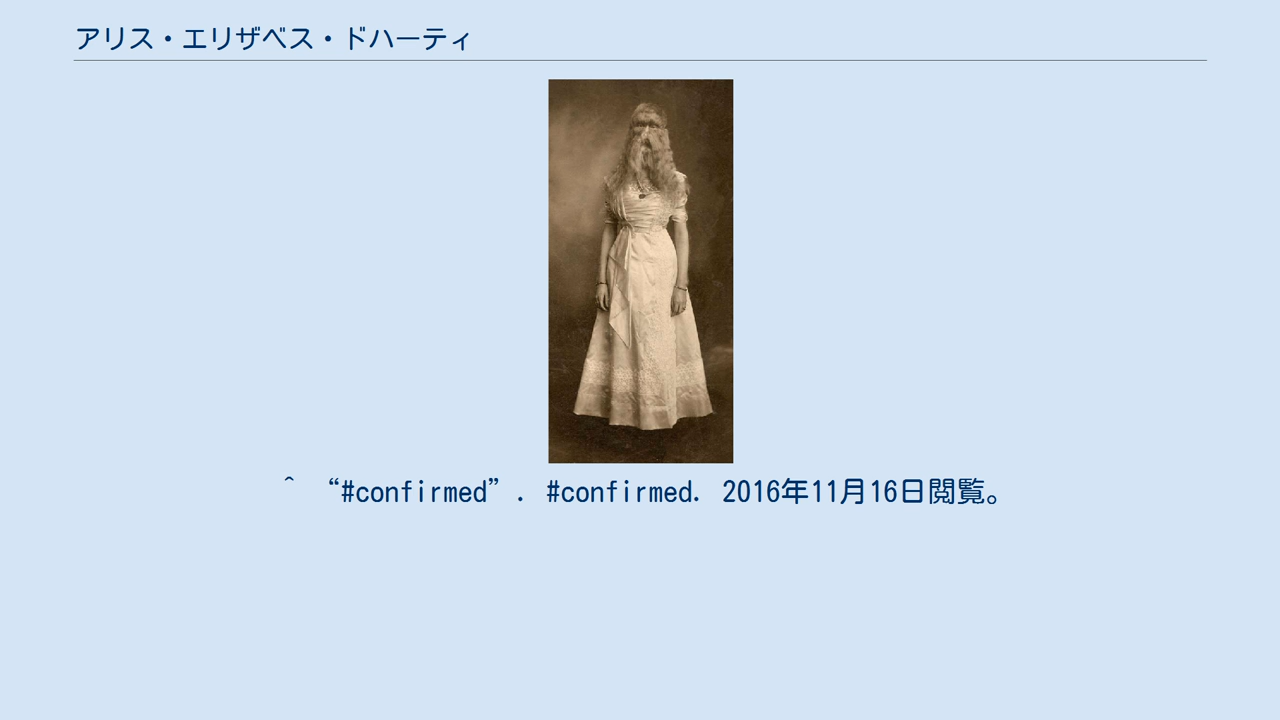 アリス・エリザベス・ドハーティ
^ “#confirmed”. #confirmed. 2016年11月16日閲覧。